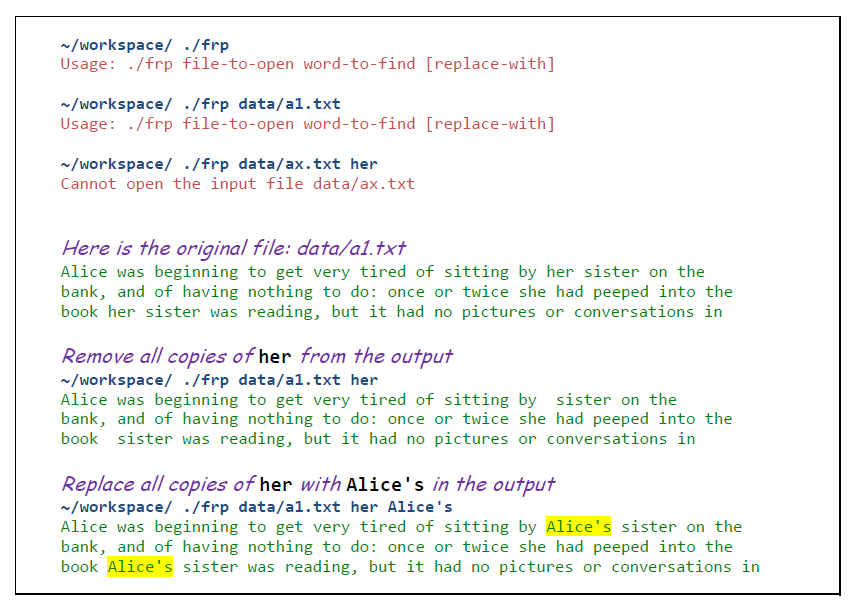 ~/workspace/ ./frp
Usage: ./frp file-to-open word-to-find [replace-with]
~/workspace/ ./frp data/a1.txt
Usage: ./frp file-to-open word-to-find [replace-with]
~/workspace/ ./frp data/ax.txt her
Cannot open the input file data/ax.txt
Here is the original file: data/a1.txt
Alice was beginning to get very tired of sitting by her sister on the
bank, and of having nothing to do: once or twice she had peeped into the
book her sister was reading, but it had no pictures or conversations in
Remove all copies of her from the output
~/workspace/ ./frp data/a1.txt her
Alice was beginning to get very tired of sitting by  sister on the
bank, and of having nothing to do: once or twice she had peeped into the
book  sister was reading, but it had no pictures or conversations in
Replace all copies of her with Alice's in the output
~/workspace/ ./frp data/a1.txt her Alice's
Alice was beginning to get very tired of sitting by Alice's sister on the
bank, and of having nothing to do: once or twice she had peeped into the
book Alice's sister was reading, but it had no pictures or conversations in